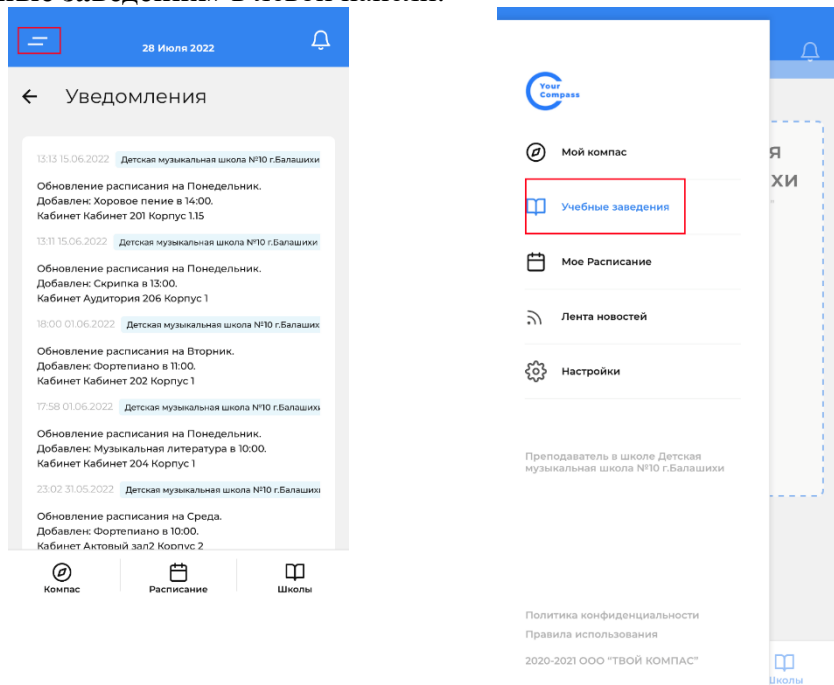 28 Июля 2022
Уведомления
13:13 15.06.2022 Детская музыкальная школа №10 г.Балашихи
Обновление расписания на Понедельник.
Добавлен: Хоровое пение в 14:00.
Кабинет Кабинет 201 Корпус 1.15
13:11 15.06.2022 Детская музыкальная школа №10 г.Балашихи
Обновление расписания на Понедельник.
Добавлен: Скрипка в 13:00.
Кабинет Аудитория 206 Корпус 1
18:00 01.06.2022 Детская музыкальная школа №10 г.Балаших
Обновление расписания на Вторник.
Добавлен: Фортепиано в 11:00.
Кабинет Кабинет 202 Корпус 1
17:58 01.06.2022 Детская музыкальная школа №10 г.Балашихи
Обновление расписания на Понедельник.
Добавлен: Музыкальная литература в 10:00.
Кабинет Кабинет 204 Корпус 1
23:02 31.05.2022 Детская музыкальная школа №10 г.Балашихи
Обновление расписания на Среда.
Добавлен: Фортепиано в 10:00.
Кабинет Актовый зал2 Корпус 2
Компас Расписание Школы
Your
Compass
Мой компас
Учебные заведения
Мое Расписание
Лента новостей
Настройки
Преподаватель в школе Детская
музыкальная школа №10 г.Балашихи
Политика конфиденциальности
Правила использования
2020-2021 ООО "ТВОЙ КОМПАС"
Я
ХИ
Школы